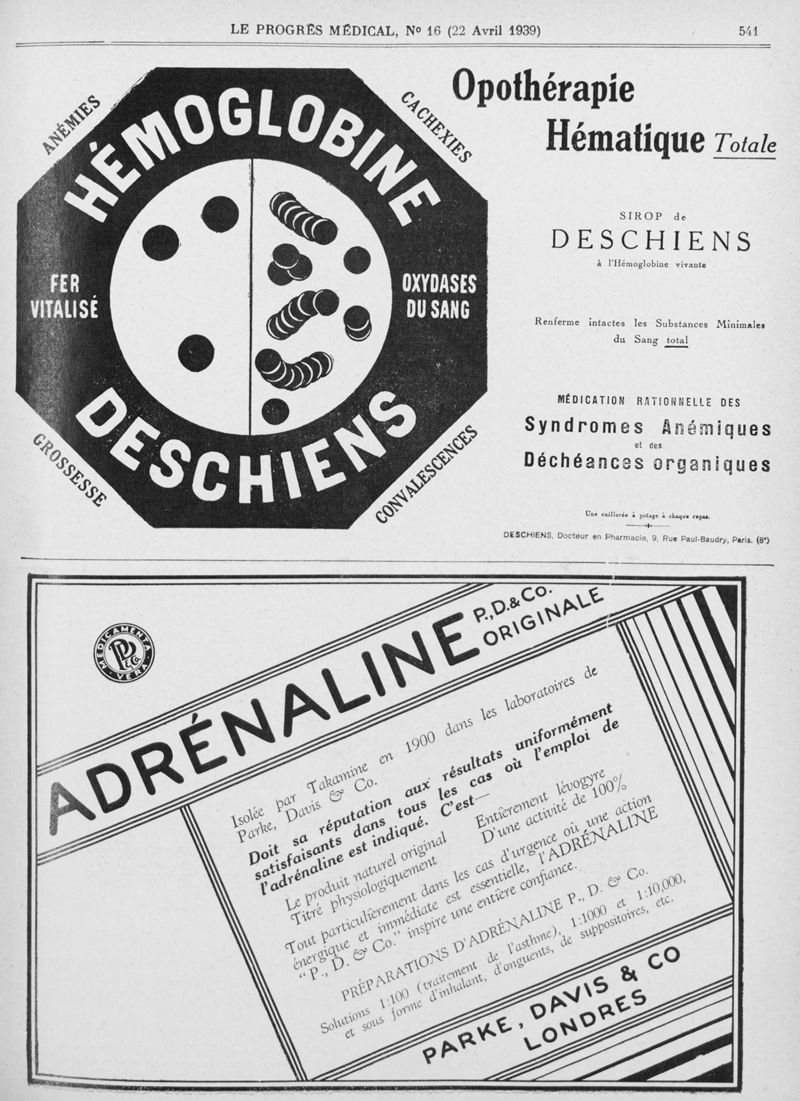 LE PROGRÈS MÉDICAL, No 16 (22 Avril 1939)
541
ANÉMIES
CACHEXIES
HÉMOGLOBINE
FER
VITALISÉ
OXYDASES
DU SANG
DESCHIENS
GROSSESSE
CONVALESCENCES
Opothérapie
Hématique Totale
SIROP de
DESCHIENS
à l'Hémoglobine vivante
Renferme intactes les Substances Minimales
du Sang total
MÉDICATION RATIONNELLE DES
Syndromes Anémiques
et des
Déchéances organiques
Une cuillerée à potage à chaque repas.
DESCHIENS, Docteur en Pharmacie, 9, Rue Paul-Baudry, Paris. (8e)
MEDICAMENTA
VERA
P D & Co
ADRÉNALINE P., D. & Co.
ORIGINALE
Isolée par Takamine en 1900 dans les laboratoires de
Parke, Davis & Co.
Doit sa réputation aux résultats uniformément
satisfaisants dans tous les cas où l'emploi de
l'adrénaline est indiqué. C'est—
Le produit naturel original Entièrement lévogyre
Titré physiologiquement D'une activité de 100%
Tout particulièrement dans les cas d'urgence où une action
énergique et immédiate est essentielle, l'ADRÉNALINE
"P., D. & Co." inspire une entière confiance.
PRÉPARATIONS D'ADRÉNALINE P., D. & Co.
Solutions 1:100 (traitement de l'asthme), 1:1000 et 1:10,000,
et sous forme d'inhalant, d'onguents, de suppositoires, etc.
PARKE, DAVIS & CO
LONDRES